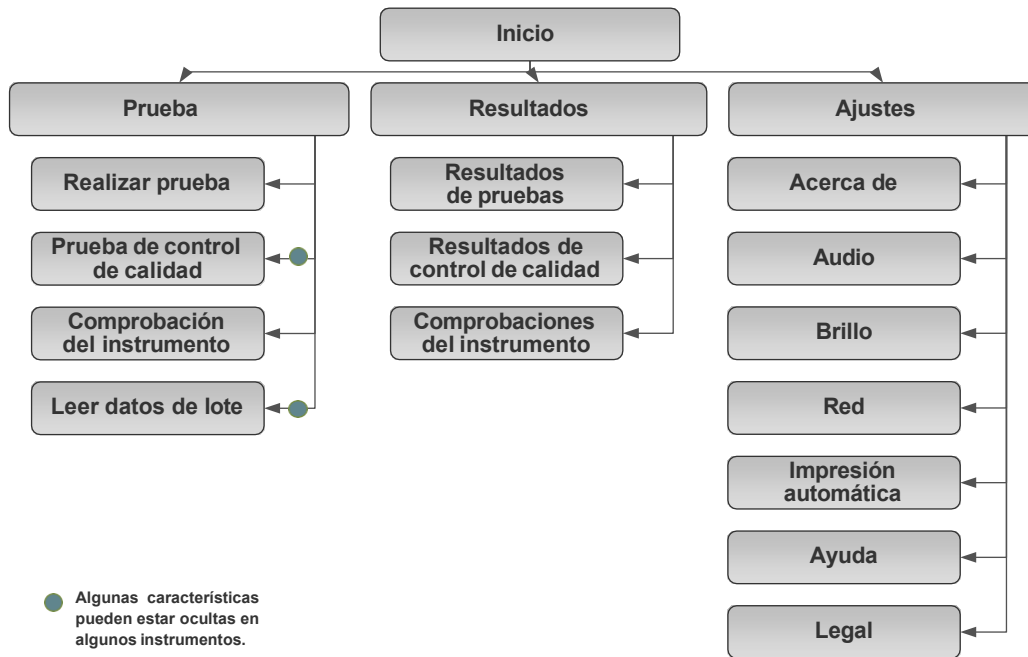 Inicio
Prueba
Realizar prueba
Prueba de control
de calidad
Comprobación
del instrumento
Leer datos de lote
Resultados
Resultados
de pruebas
Resultados de
control de calidad
Comprobaciones
del instrumento
Ajustes
Acerca de
Audio
Brillo
Red
Impresión
automática
Ayuda
Legal
Algunas características
pueden estar ocultas en
algunos instrumentos.